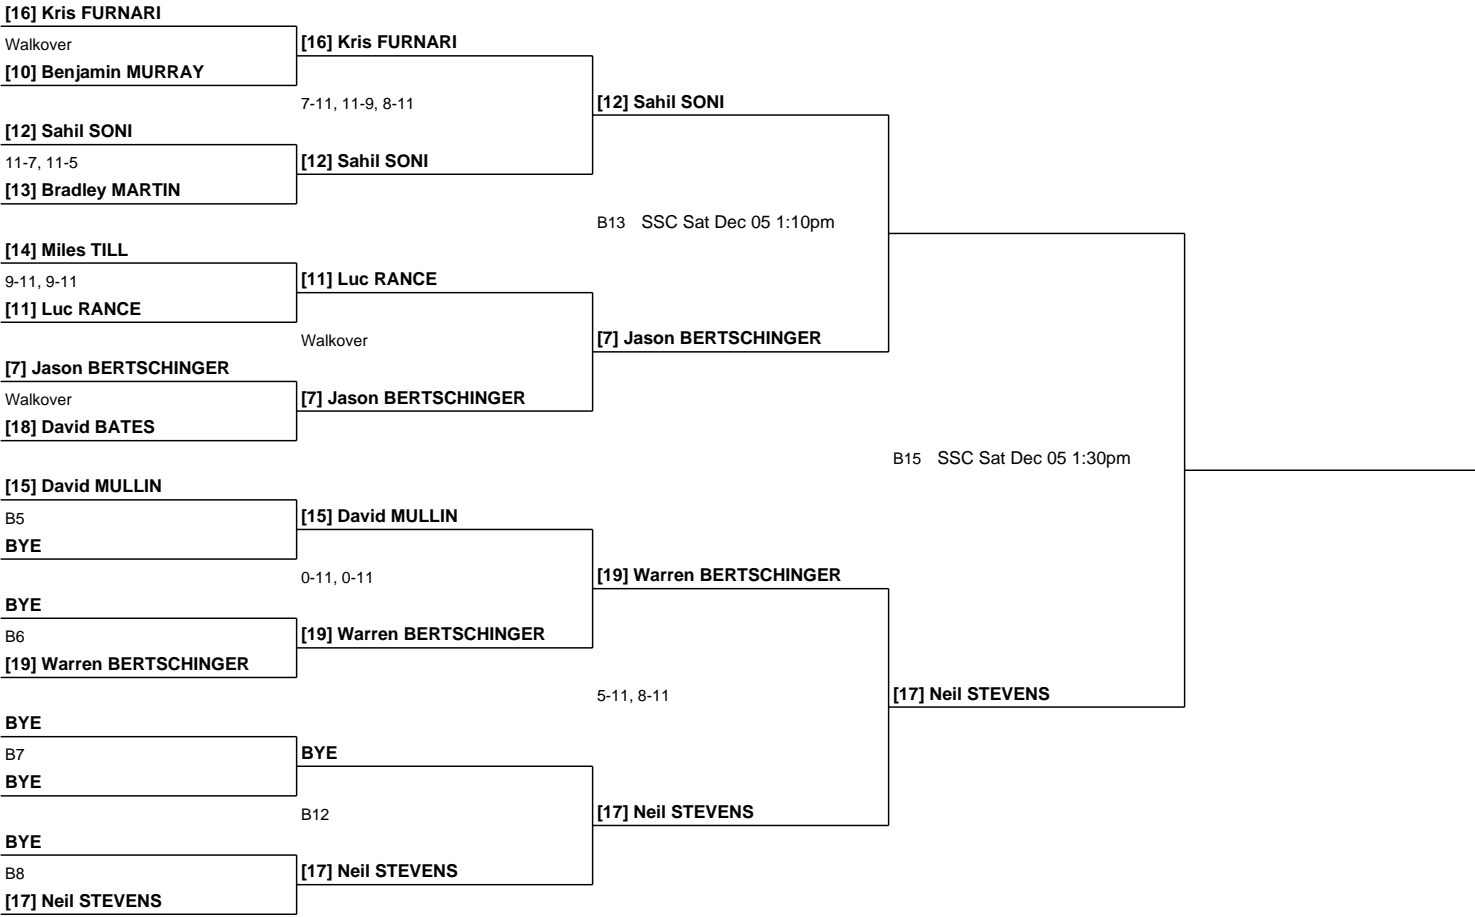 [16] Kris FURNARI
Walkover
[10] Benjamin MURRAY
[16] Kris FURNARI
7-11, 11-9, 8-11
[12] Sahil SONI
[12] Sahil SONI
11-7, 11-5
[13] Bradley MARTIN
[12] Sahil SONI
B13 SSC Sat Dec 05 1:10pm
[14] Miles TILL
9-11, 9-11
[11] Luc RANCE
[11] Luc RANCE
Walkover
[7] Jason BERTSCHINGER
[7] Jason BERTSCHINGER
Walkover
[18] David BATES
[7] Jason BERTSCHINGER
B15 SSC Sat Dec 05 1:30pm
[15] David MULLIN
B5
BYE
[15] David MULLIN
0-11, 0-11
[19] Warren BERTSCHINGER
BYE
B6
[19] Warren BERTSCHINGER
[19] Warren BERTSCHINGER
5-11, 8-11
[17] Neil STEVENS
BYE
B7
BYE
BYE
B12
[17] Neil STEVENS
BYE
B8
[17] Neil STEVENS
[17] Neil STEVENS